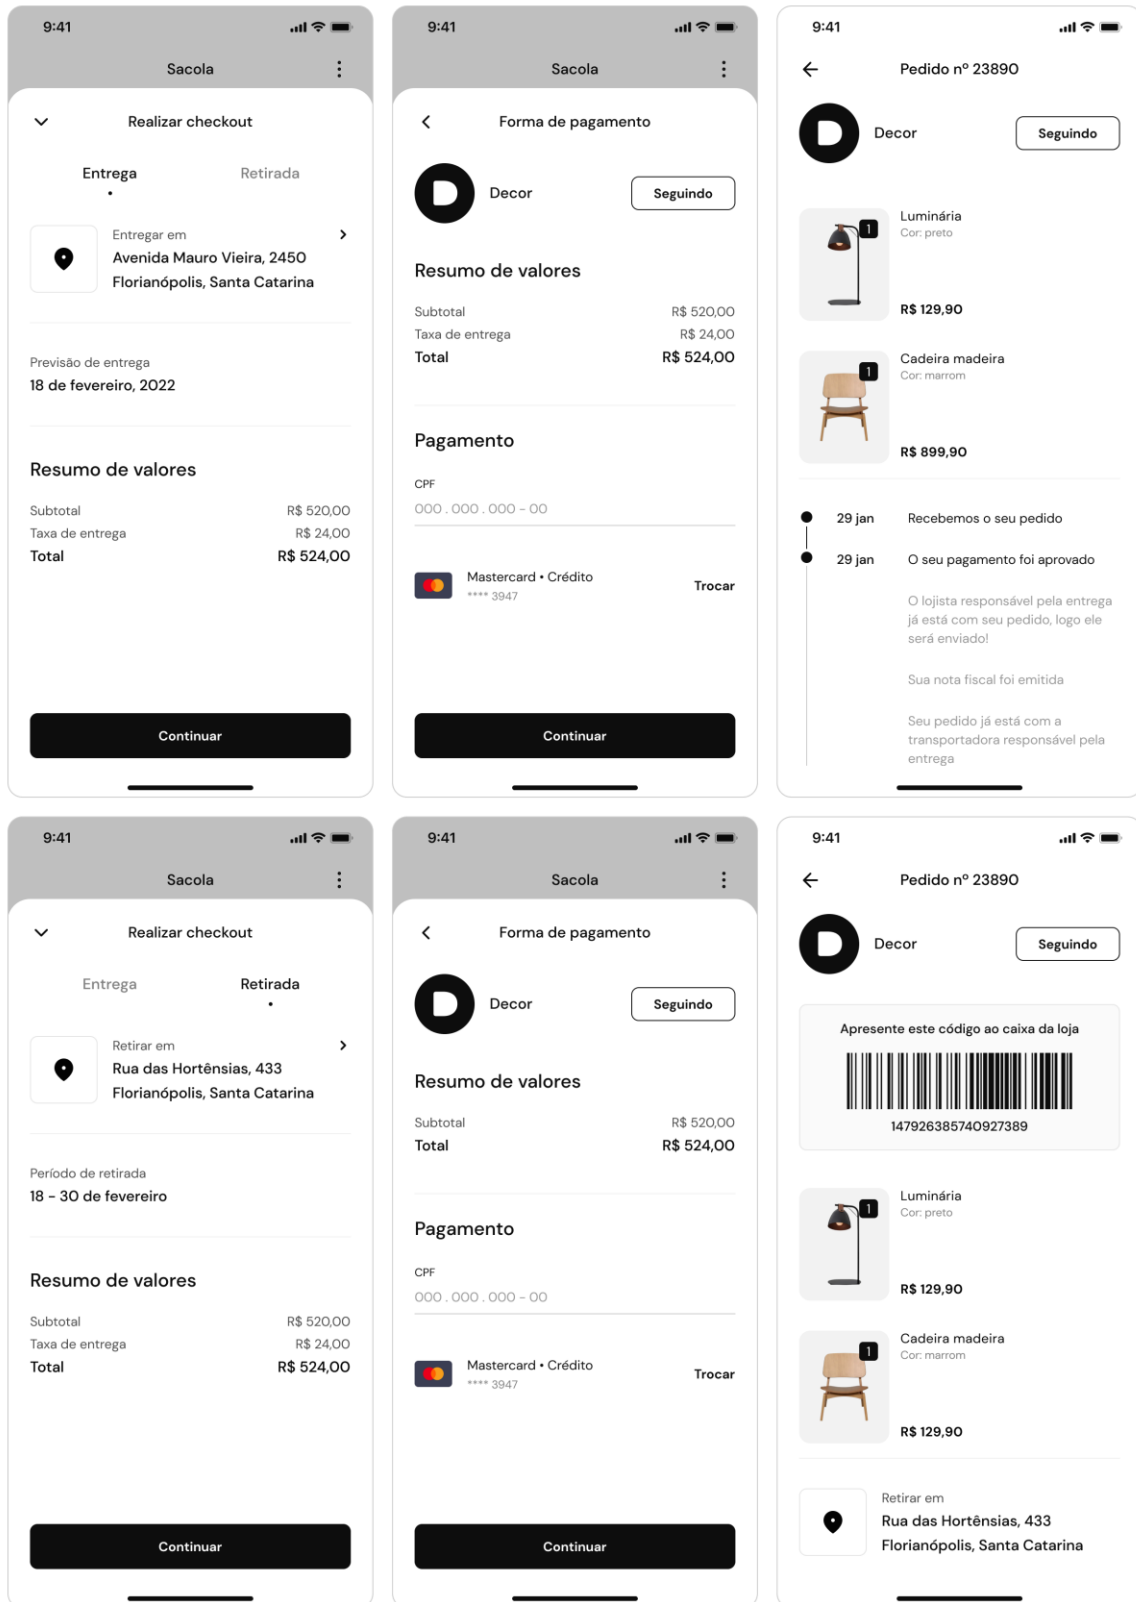 9:41
Sacola
Realizar checkout
Entrega Retirada
Entregar em
Avenida Mauro Vieira, 2450
Florianópolis, Santa Catarina
Previsão de entrega
18 de fevereiro, 2022
Resumo de valores
Subtotal R$ 520,00
Taxa de entrega R$ 24,00
Total R$ 524,00
Continuar
9:41
Sacola
Forma de pagamento
Decor Seguindo
Resumo de valores
Subtotal R$ 520,00
Taxa de entrega R$ 24,00
Total R$ 524,00
Pagamento
CPF
000 . 000 . 000 - 00
Mastercard • Crédito
**** 3947
Trocar
Continuar
9:41
Pedido nº 23890
Decor Seguindo
1
Luminária
Cor: preto
R$ 129,90
1
Cadeira madeira
Cor: marrom
R$ 899,90
29 jan Recebemos o seu pedido
29 jan O seu pagamento foi aprovado
O lojista responsável pela entrega
já está com seu pedido, logo ele
será enviado!
Sua nota fiscal foi emitida
Seu pedido já está com a
transportadora responsável pela
entrega
9:41
Sacola
Realizar checkout
Entrega Retirada
Retirar em
Rua das Hortênsias, 433
Florianópolis, Santa Catarina
Período de retirada
18 - 30 de fevereiro
Resumo de valores
Subtotal R$ 520,00
Taxa de entrega R$ 24,00
Total R$ 524,00
Continuar
9:41
Sacola
Forma de pagamento
Decor Seguindo
Resumo de valores
Subtotal R$ 520,00
Total R$ 524,00
Pagamento
CPF
000 . 000 . 000 - 00
Mastercard • Crédito
**** 3947
Trocar
Continuar
9:41
Pedido nº 23890
Decor Seguindo
Apresente este código ao caixa da loja
147926385740927389
1
Luminária
Cor: preto
R$ 129,90
1
Cadeira madeira
Cor: marrom
R$ 129,90
Retirar em
Rua das Hortênsias, 433
Florianópolis, Santa Catarina